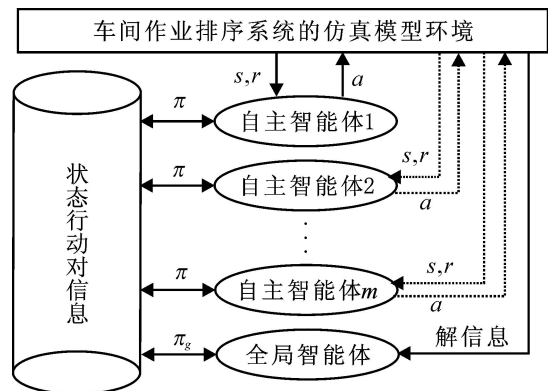 车间作业排序系统的仿真模型环境
s,r
a
π
自主智能体1
s,r
π
自主智能体2
a
状态行动对信息
s,r
π
自主智能体m
a
解信息
πg
全局智能体